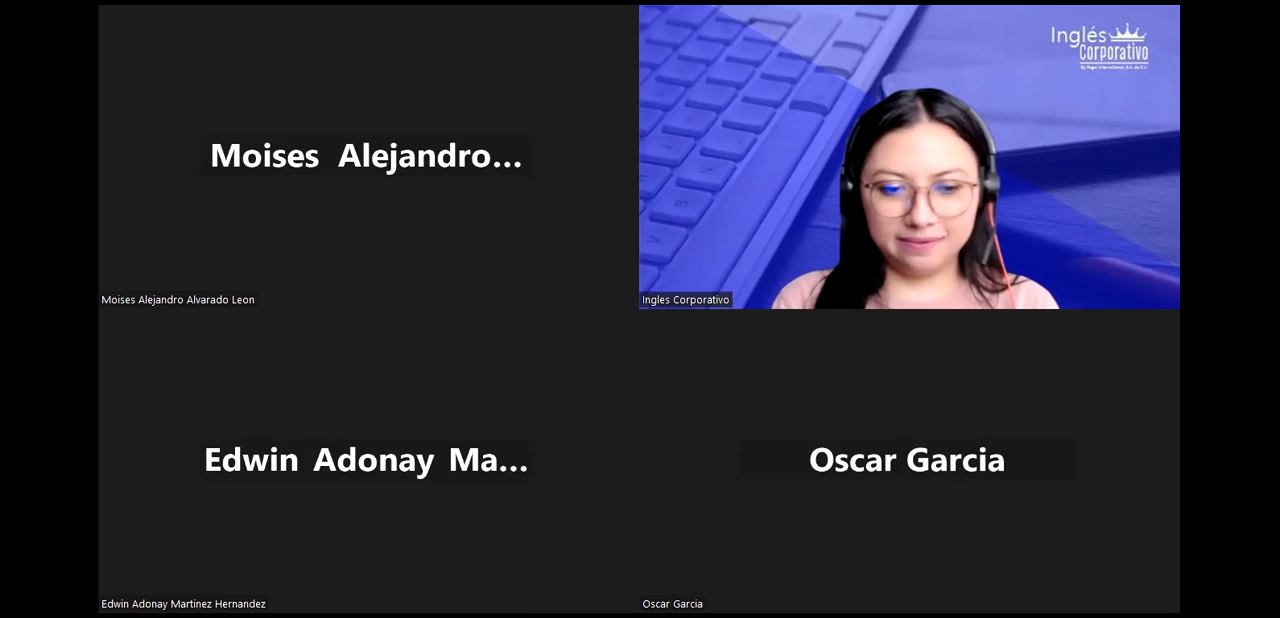 Moises Alejandro...
Moises Alejandro Alvarado Leon
Inglés
Corporativo
Ingles Corporativo
Edwin Adonay Ma...
Edwin Adonay Martinez Hernandez
Oscar Garcia
Oscar Garcia